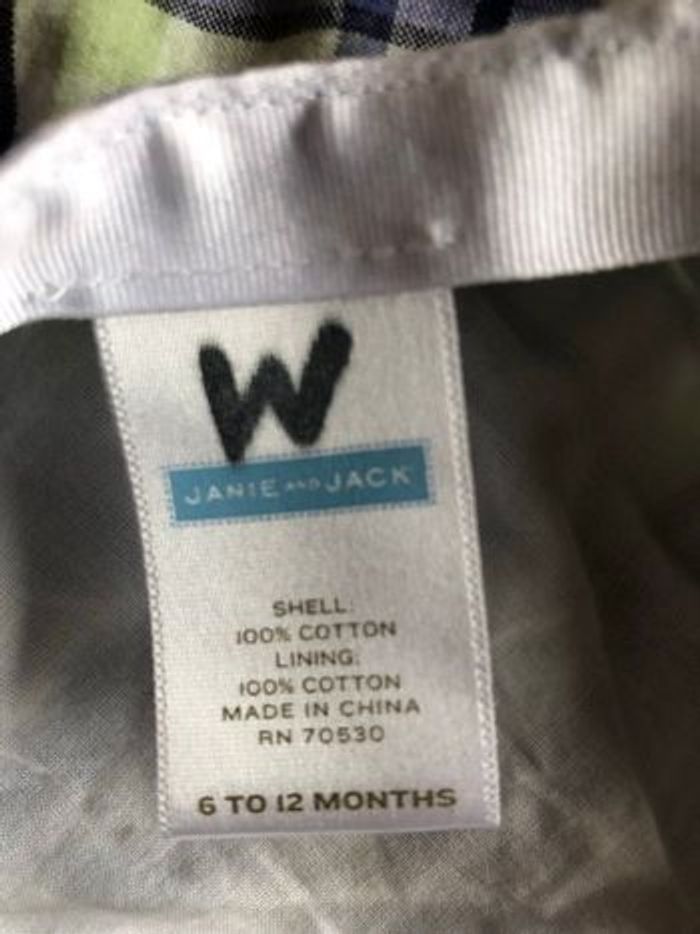 W
JANIE AND JACK
SHELL:
100% COTTON
LINING:
100% COTTON
MADE IN CHINA
RN 70530
6 TO 12 MONTHS